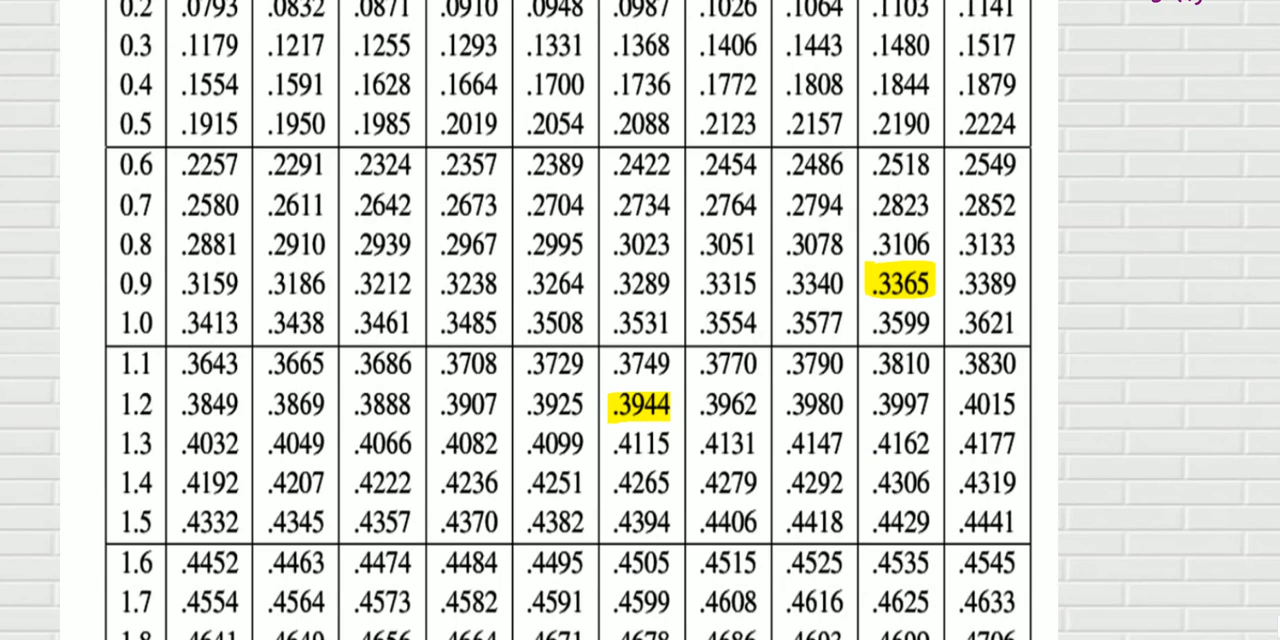 0.2 .0793 .0832 .0871 .0910 .0948 .0987 .1026 .1064 .1103 .1141
0.3 .1179 .1217 .1255 .1293 .1331 .1368 .1406 .1443 .1480 .1517
0.4 .1554 .1591 .1628 .1664 .1700 .1736 .1772 .1808 .1844 .1879
0.5 .1915 .1950 .1985 .2019 .2054 .2088 .2123 .2157 .2190 .2224
0.6 .2257 .2291 .2324 .2357 .2389 .2422 .2454 .2486 .2518 .2549
0.7 .2580 .2611 .2642 .2673 .2704 .2734 .2764 .2794 .2823 .2852
0.8 .2881 .2910 .2939 .2967 .2995 .3023 .3051 .3078 .3106 .3133
0.9 .3159 .3186 .3212 .3238 .3264 .3289 .3315 .3340 .3365 .3389
1.0 .3413 .3438 .3461 .3485 .3508 .3531 .3554 .3577 .3599 .3621
1.1 .3643 .3665 .3686 .3708 .3729 .3749 .3770 .3790 .3810 .3830
1.2 .3849 .3869 .3888 .3907 .3925 .3944 .3962 .3980 .3997 .4015
1.3 .4032 .4049 .4066 .4082 .4099 .4115 .4131 .4147 .4162 .4177
1.4 .4192 .4207 .4222 .4236 .4251 .4265 .4279 .4292 .4306 .4319
1.5 .4332 .4345 .4357 .4370 .4382 .4394 .4406 .4418 .4429 .4441
1.6 .4452 .4463 .4474 .4484 .4495 .4505 .4515 .4525 .4535 .4545
1.7 .4554 .4564 .4573 .4582 .4591 .4599 .4608 .4616 .4625 .4633